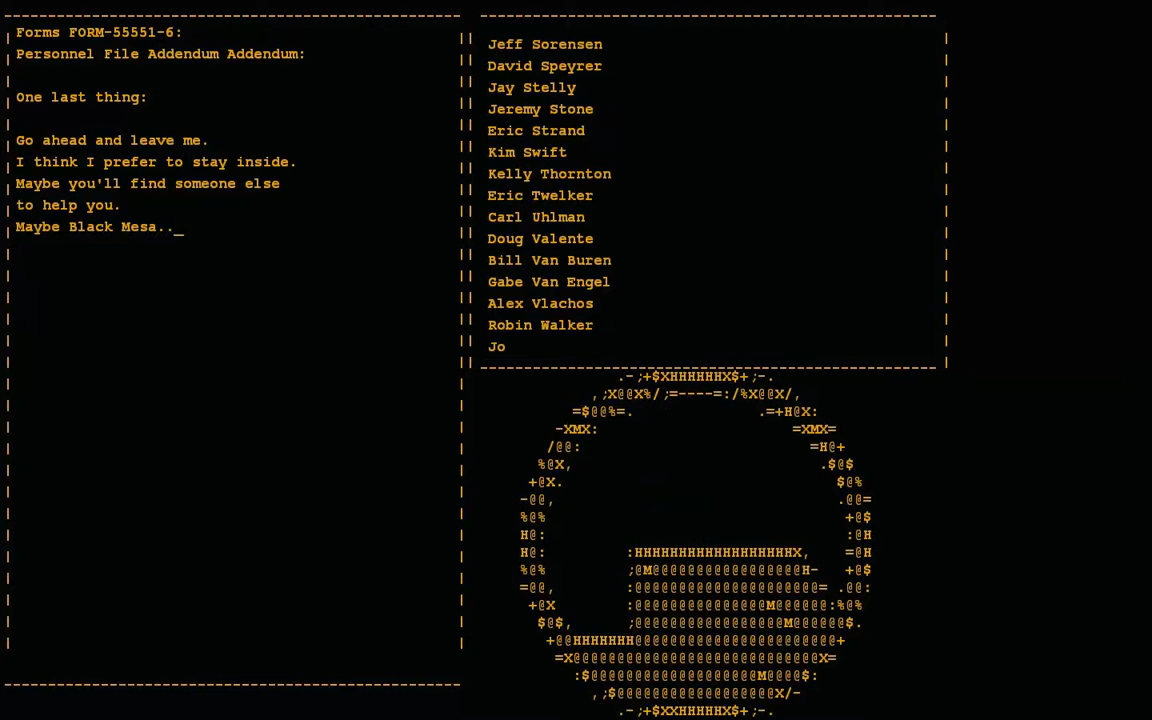 Forms FORM-55551-6:
Personnel File Addendum Addendum:
One last thing:
Go ahead and leave me.
I think I prefer to stay inside.
Maybe you'll find someone else
to help you.
Maybe Black Mesa.._
Jeff Sorensen
David Speyrer
Jay Stelly
Jeremy Stone
Eric Strand
Kim Swift
Kelly Thornton
Eric Twelker
Carl Uhlman
Doug Valente
Bill Van Buren
Gabe Van Engel
Alex Vlachos
Robin Walker
Jo